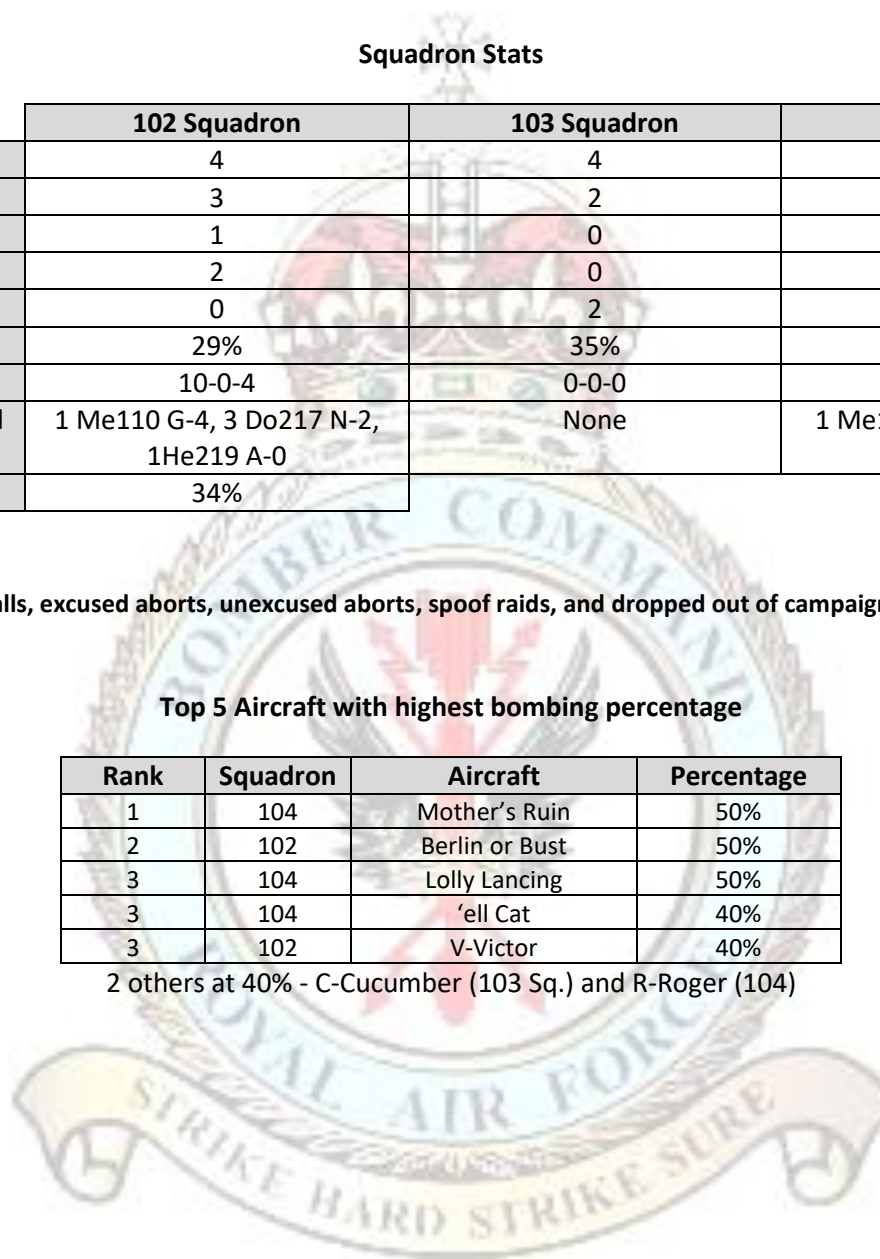 Squadron Stats
102 Squadron 103 Squadron
4 4
3 2
1 0
2 0
0 2
29% 35%
10-0-4 0-0-0
1 Me110 G-4, 3 Do217 N-2, None
1He219 A-0
34%
excused aborts, unexcused aborts, spoof raids, and dropped out of
Top 5 Aircraft with highest bombing percentage
Rank Squadron Aircraft Percentage
1 104 Mother’s Ruin 50%
2 102 Berlin or Bust 50%
3 104 Lolly Lancing 50%
3 104 ‘ell Cat 40%
3 102 V-Victor 40%
2 others at 40% - C-Cucumber (103 Sq.) and R-Roger (104)
BOMBER COMMAND
ROYAL AIR FORCE
STRIKE HARD STRIKE SURE